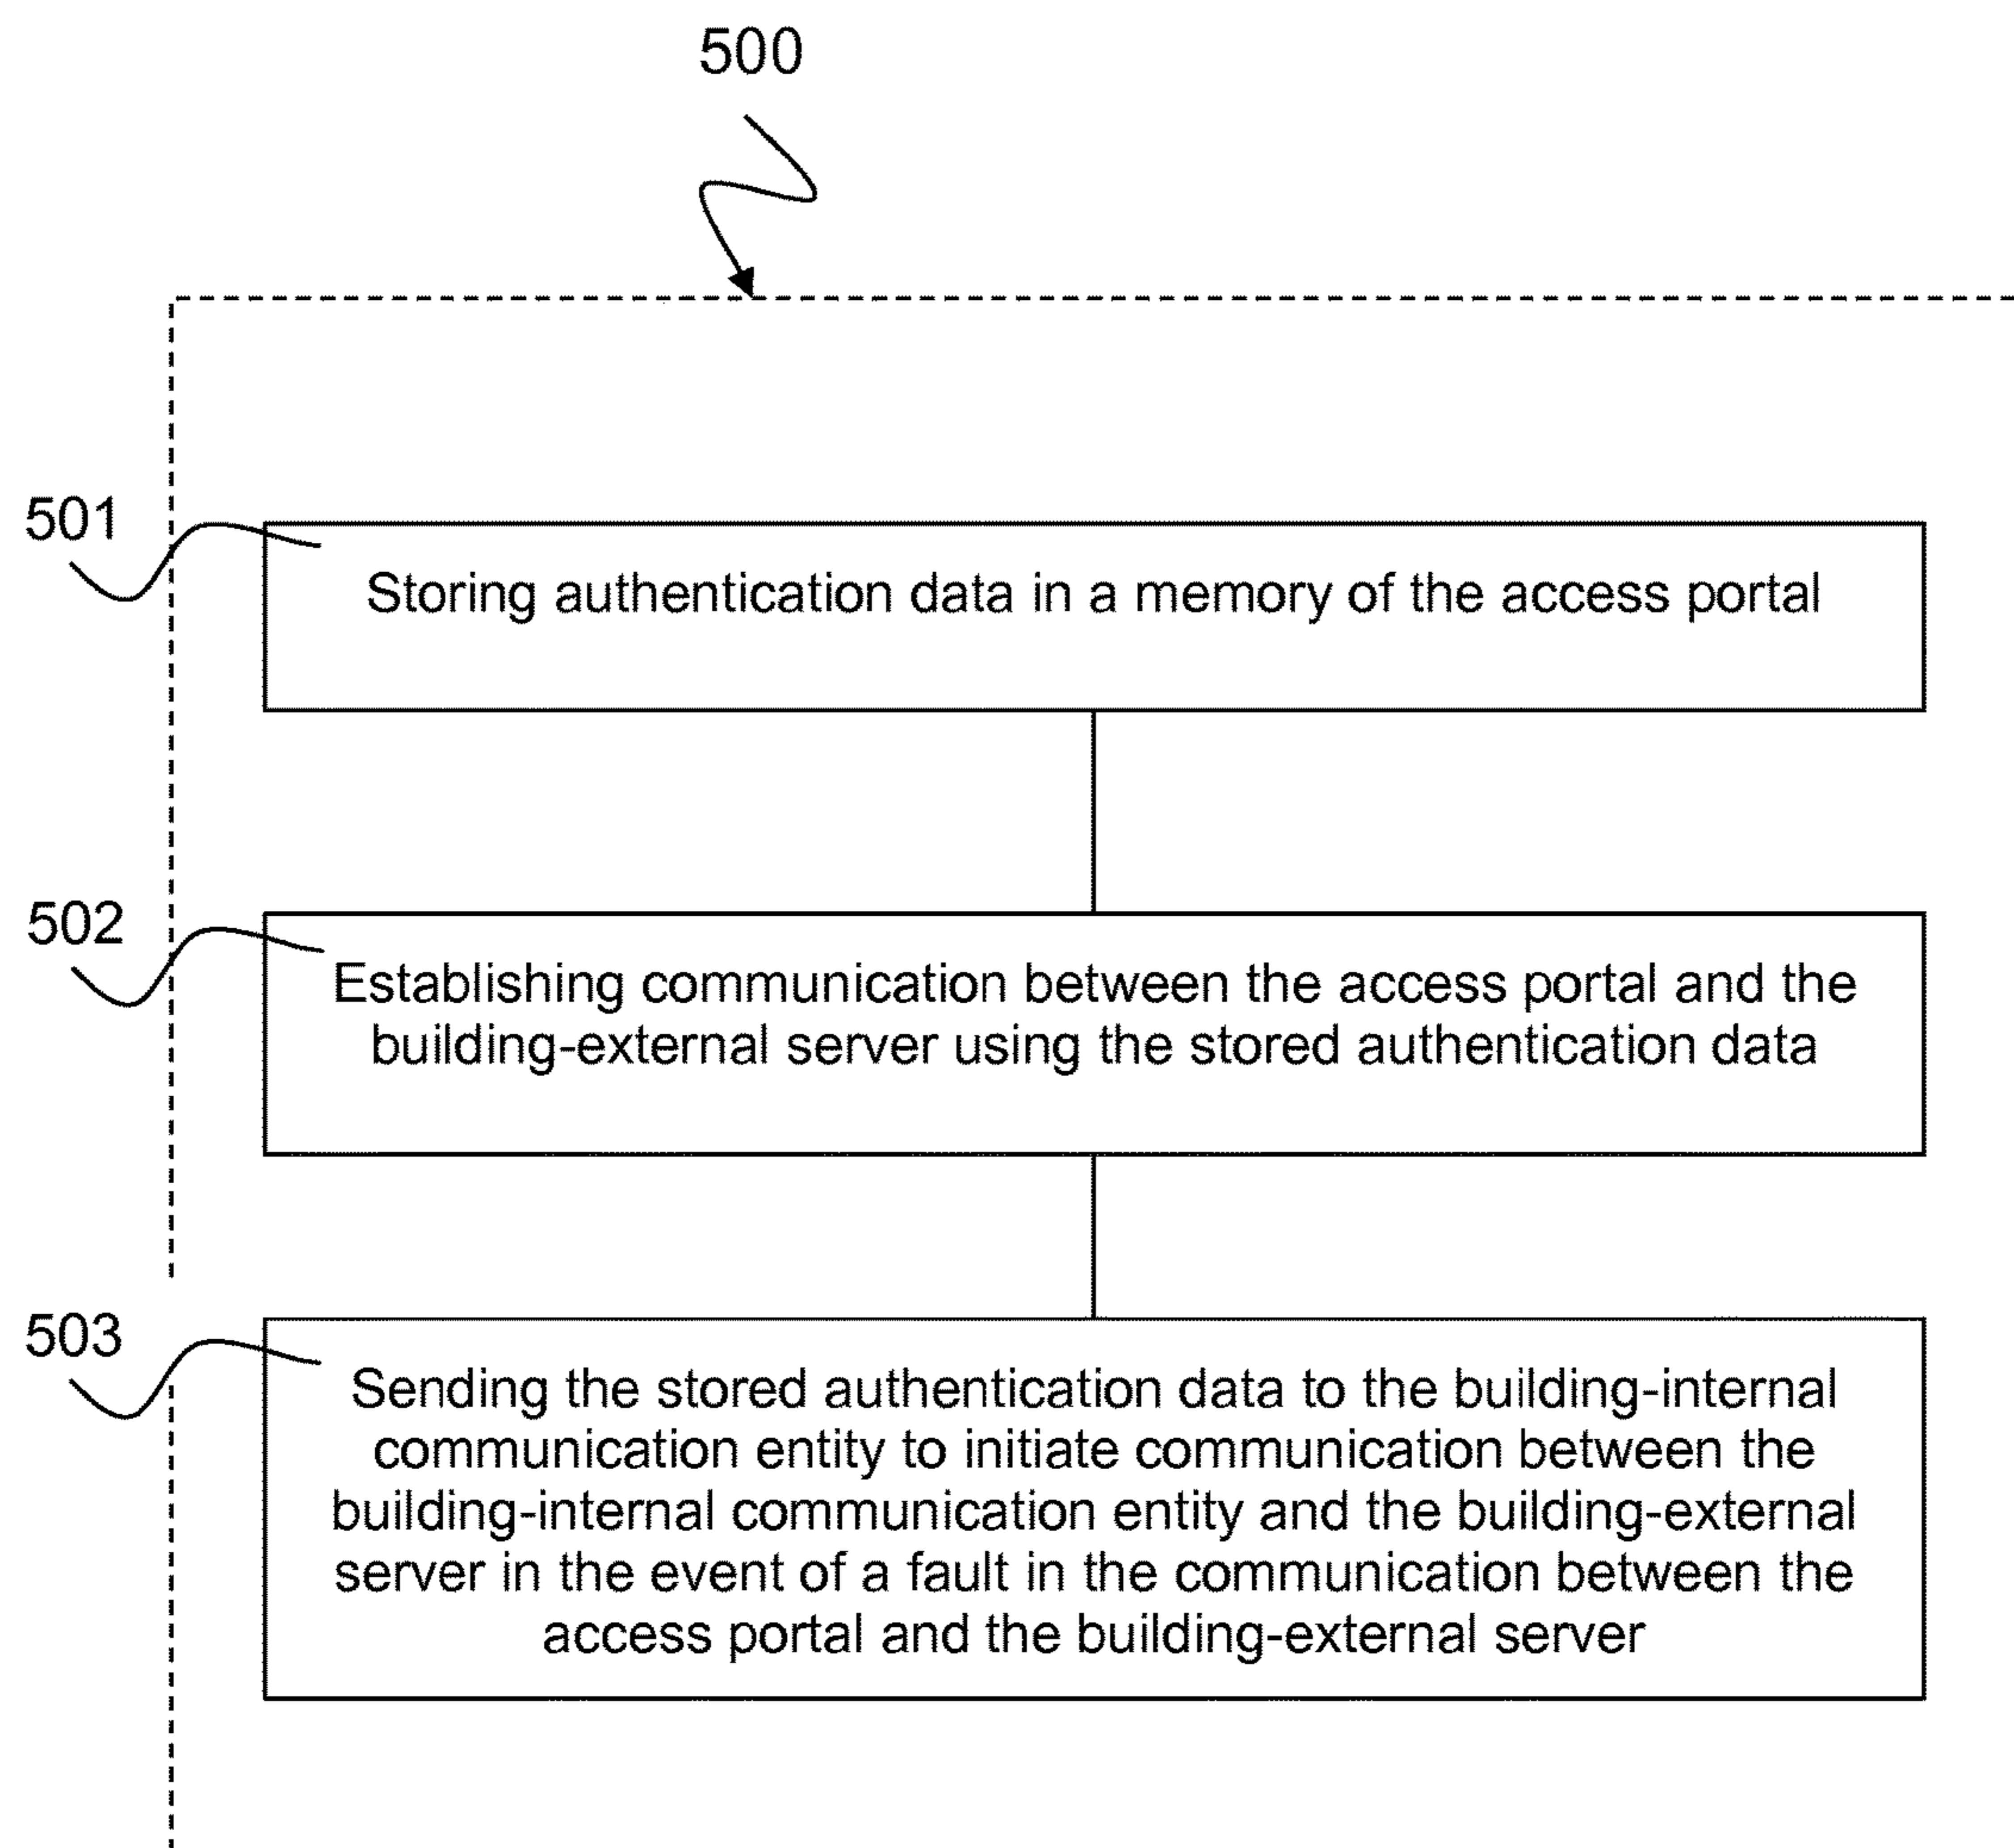 500
501
Storing authentication data in a memory of the access portal
502
Establishing communication between the access portal and the
building-external server using the stored authentication data
503
Sending the stored authentication data to the building-internal
communication entity to initiate communication between the
building-internal communication entity and the building-external
server in the event of a fault in the communication between the
access portal and the building-external server